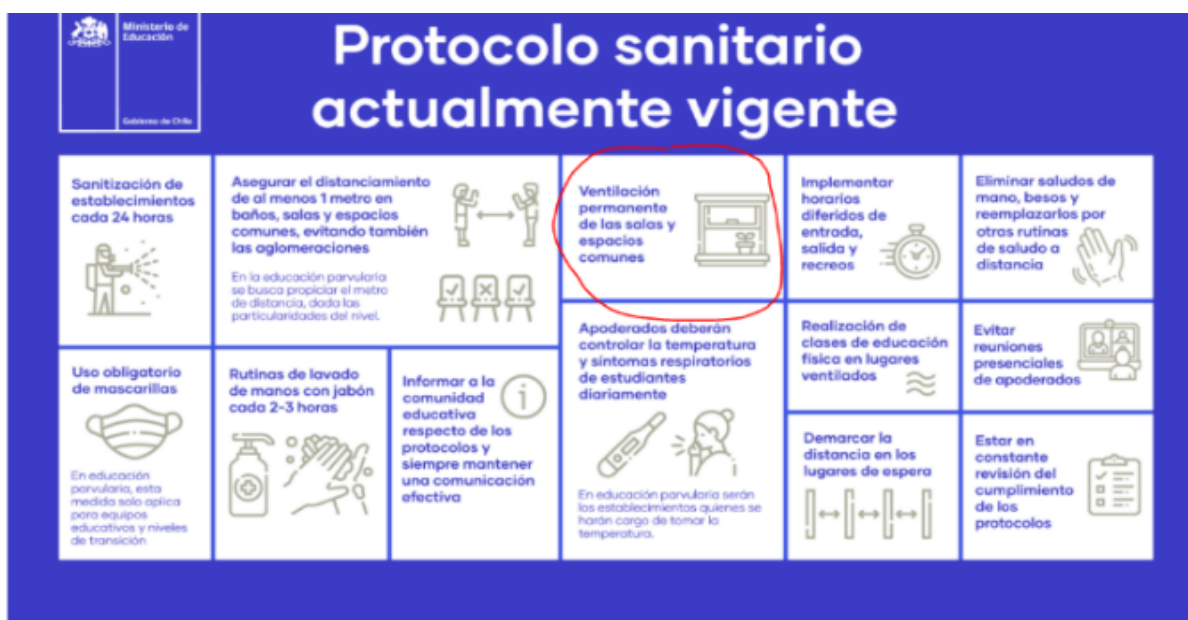 Ministerio de
Educación
Gobierno de Chile
Protocolo sanitario
actualmente vigente
Sanitización de
establecimientos
cada 24 horas
Asegurar el distanciamiento
de al menos 1 metro en
baños, salas y espacios
comunes, evitando también
las aglomeraciones
En la educación parvularia
se busca propiciar el metro
de distancia, dada las
particularidades del nivel.
Ventilación
permanente
de las salas y
espacios
comunes
Implementar
horarios
diferidos de
entrada,
salida y
recreos
Eliminar saludos de
mano, besos y
reemplazarlos por
otras rutinas
de saludo a
distancia
Uso obligatorio
de mascarillas
En educación
parvularia, esta
medida solo aplica
para equipos
educativos y niveles
de transición
Rutinas de lavado
de manos con jabón
cada 2-3 horas
Informar a la
comunidad
educativa
respecto de los
protocolos y
siempre mantener
una comunicación
efectiva
Apoderados deberán
controlar la temperatura
y síntomas respiratorios
de estudiantes
diariamente
En educación parvularia serán
los establecimientos quienes se
harán cargo de tomar la
temperatura.
Realización de
clases de educación
física en lugares
ventilados
Evitar
reuniones
presenciales
de apoderados
Demarcar la
distancia en los
lugares de espera
Estar en
constante
revisión del
cumplimiento
de los
protocolos